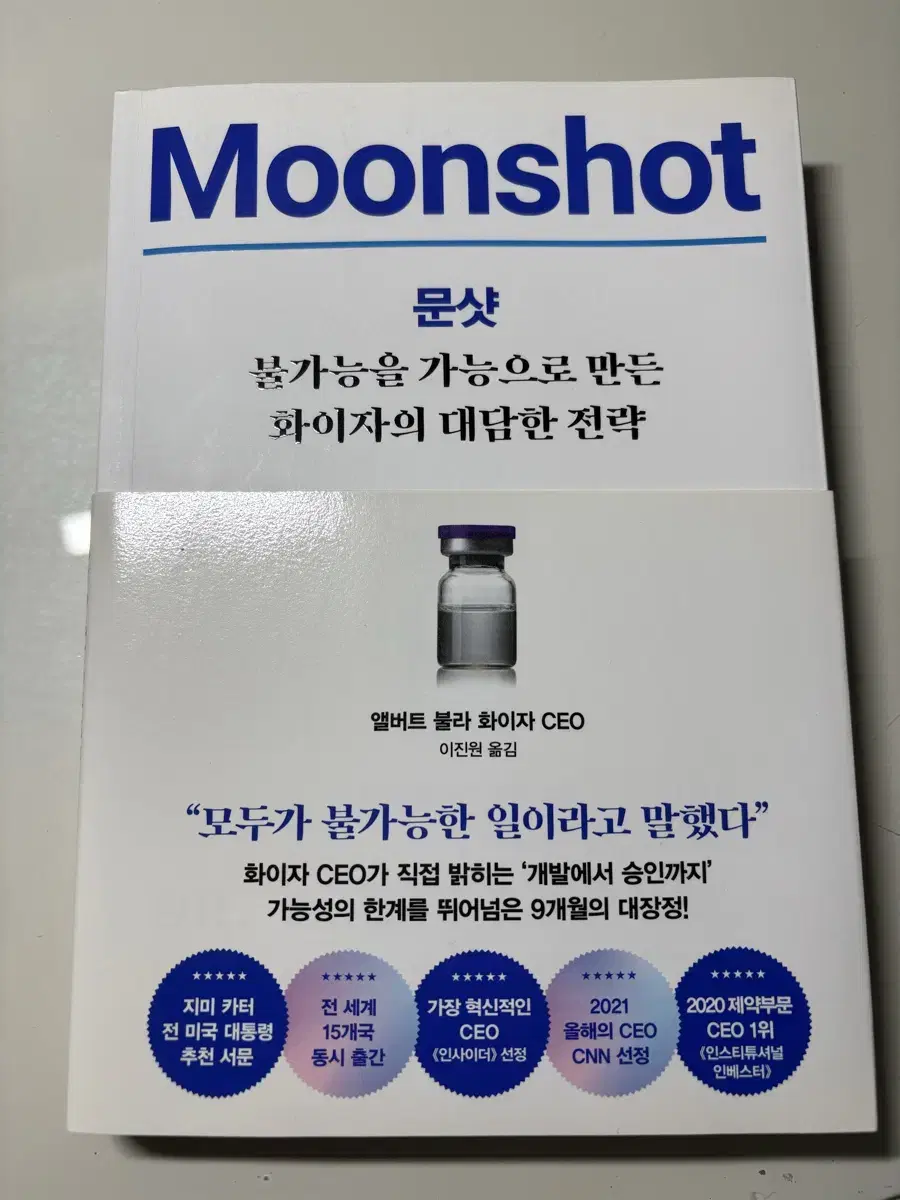 Moonshot
문샷
불가능을 가능으로 만든
화이자의 대담한 전략
앨버트 불라 화이자 CEO
이진원 옮김
“모두가 불가능한 일이라고 말했다”
화이자 CEO가 직접 밝히는 ‘개발에서 승인까지’
가능성의 한계를 뛰어넘은 9개월의 대장정!
★★★★★
지미 카터
전 미국 대통령
추천 서문
★★★★★
전 세계
15개국
동시 출간
★★★★★
가장 혁신적인
CEO
《인사이더》 선정
★★★★★
2021
올해의 CEO
CNN 선정
★★★★★
2020 제약부문
CEO 1위
《인스티튜셔널
인베스터》